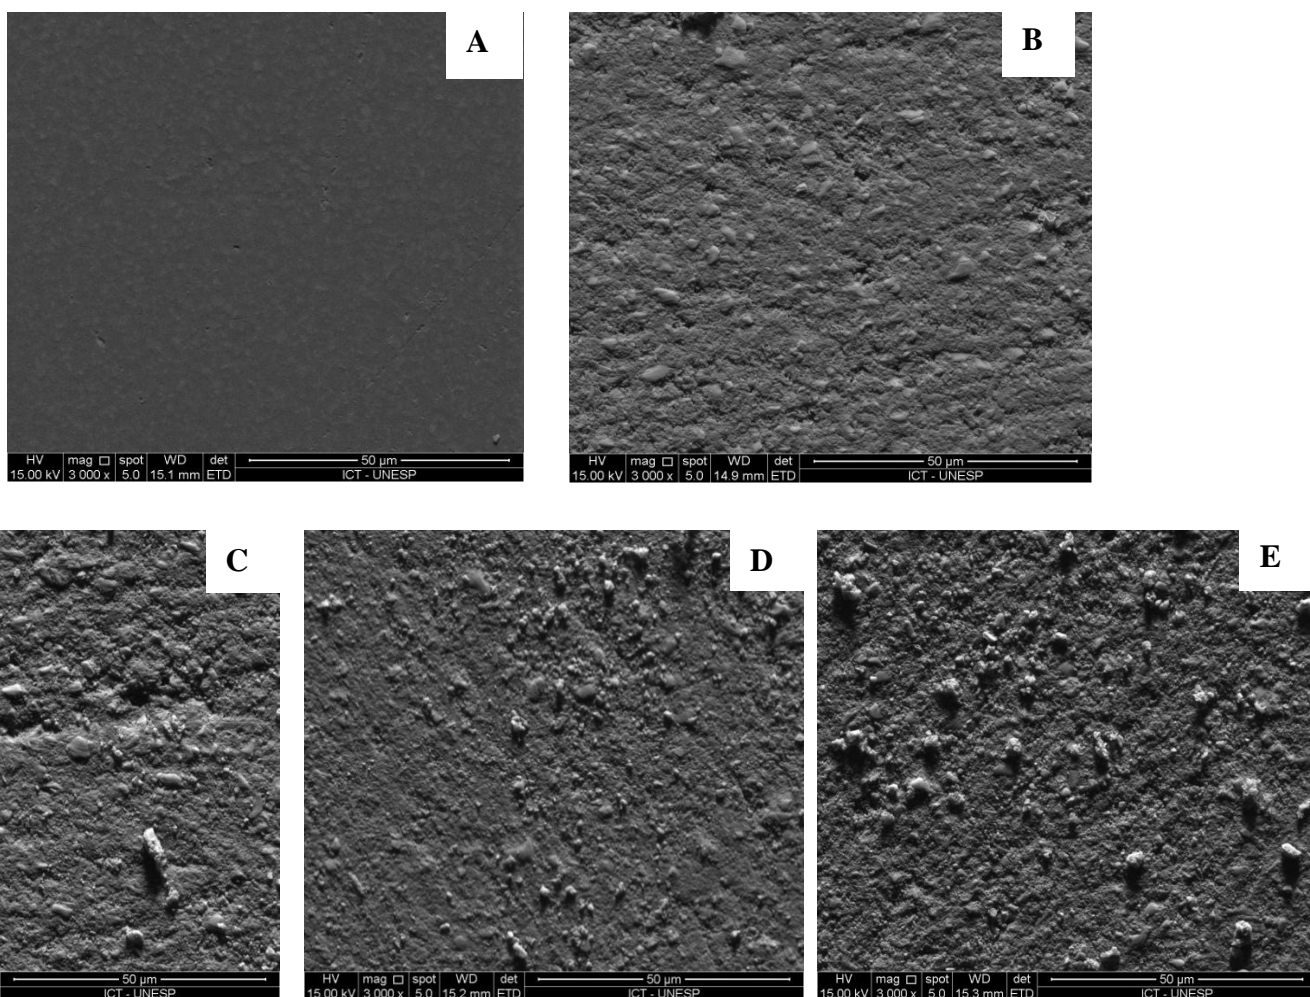 A
B
HV mag spot WD det 50 µm
15.00 kV 3 000 x 5.0 15.1 mm ETD ICT - UNESP
HV mag spot WD det 50 µm
15.00 kV 3 000 x 5.0 14.9 mm ETD ICT - UNESP
C
D
E
50 µm
ICT - UNESP
HV mag spot WD det 50 µm
15.00 kV 3 000 x 5.0 15.2 mm ETD ICT - UNESP
HV mag spot WD det 50 µm
15.00 kV 3 000 x 5.0 15.3 mm ETD ICT - UNESP